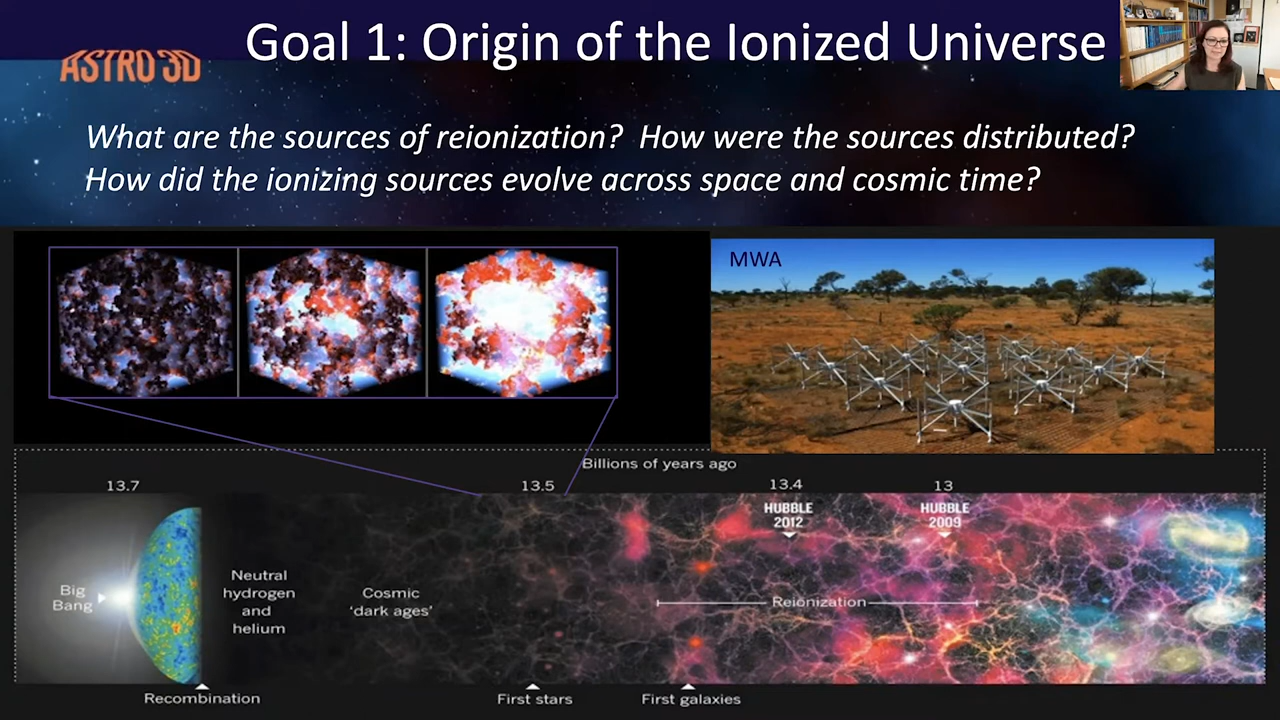 Goal 1: Origin of the Ionized Universe
ASTRO 3D
What are the sources of reionization? How were the sources distributed?
How did the ionizing sources evolve across space and cosmic time?
MWA
Billions of years ago
13.7
13.5
13.4
13
HUBBLE
2012
HUBBLE
2009
Big
Bang
Neutral
hydrogen
and
helium
Cosmic
‘dark ages’
Reionization
Recombination
First stars
First galaxies